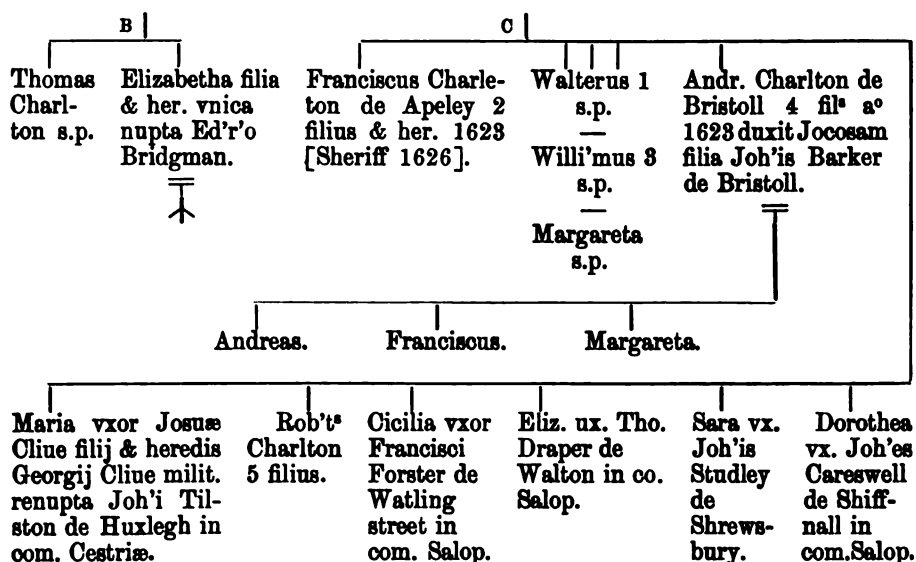 B
C
Thomas
Charl-
ton s.p.
Elizabetha filia
& her. vnica
nupta Ed'r'o
Bridgman.
Franciscus Charle-
ton de Apeley 2
filius & her. 1623
[Sheriff 1626].
Walterus 1
s.p.
—
Willi'mus 3
s.p.
—
Margareta
s.p.
Andr. Charlton de
Bristoll 4 filˢ aº
1623 duxit Jocosam
filia Joh'is Barker
de Bristoll.
Andreas.
Franciscus.
Margareta.
Maria vxor Josuæ
Cliue filij & heredis
Georgij Cliue milit.
renupta Joh'i Til-
ston de Huxlegh in
com. Cestriæ.
Rob'tˢ
Charlton
5 filius.
Cicilia vxor
Francisci
Forster de
Watling
street in
com. Salop.
Eliz. ux. Tho.
Draper de
Walton in co.
Salop.
Sara vx.
Joh'is
Studley
de
Shrews-
bury.
Dorothea
vx. Joh'es
Careswell
de Shiff-
nall in
com.Salop.